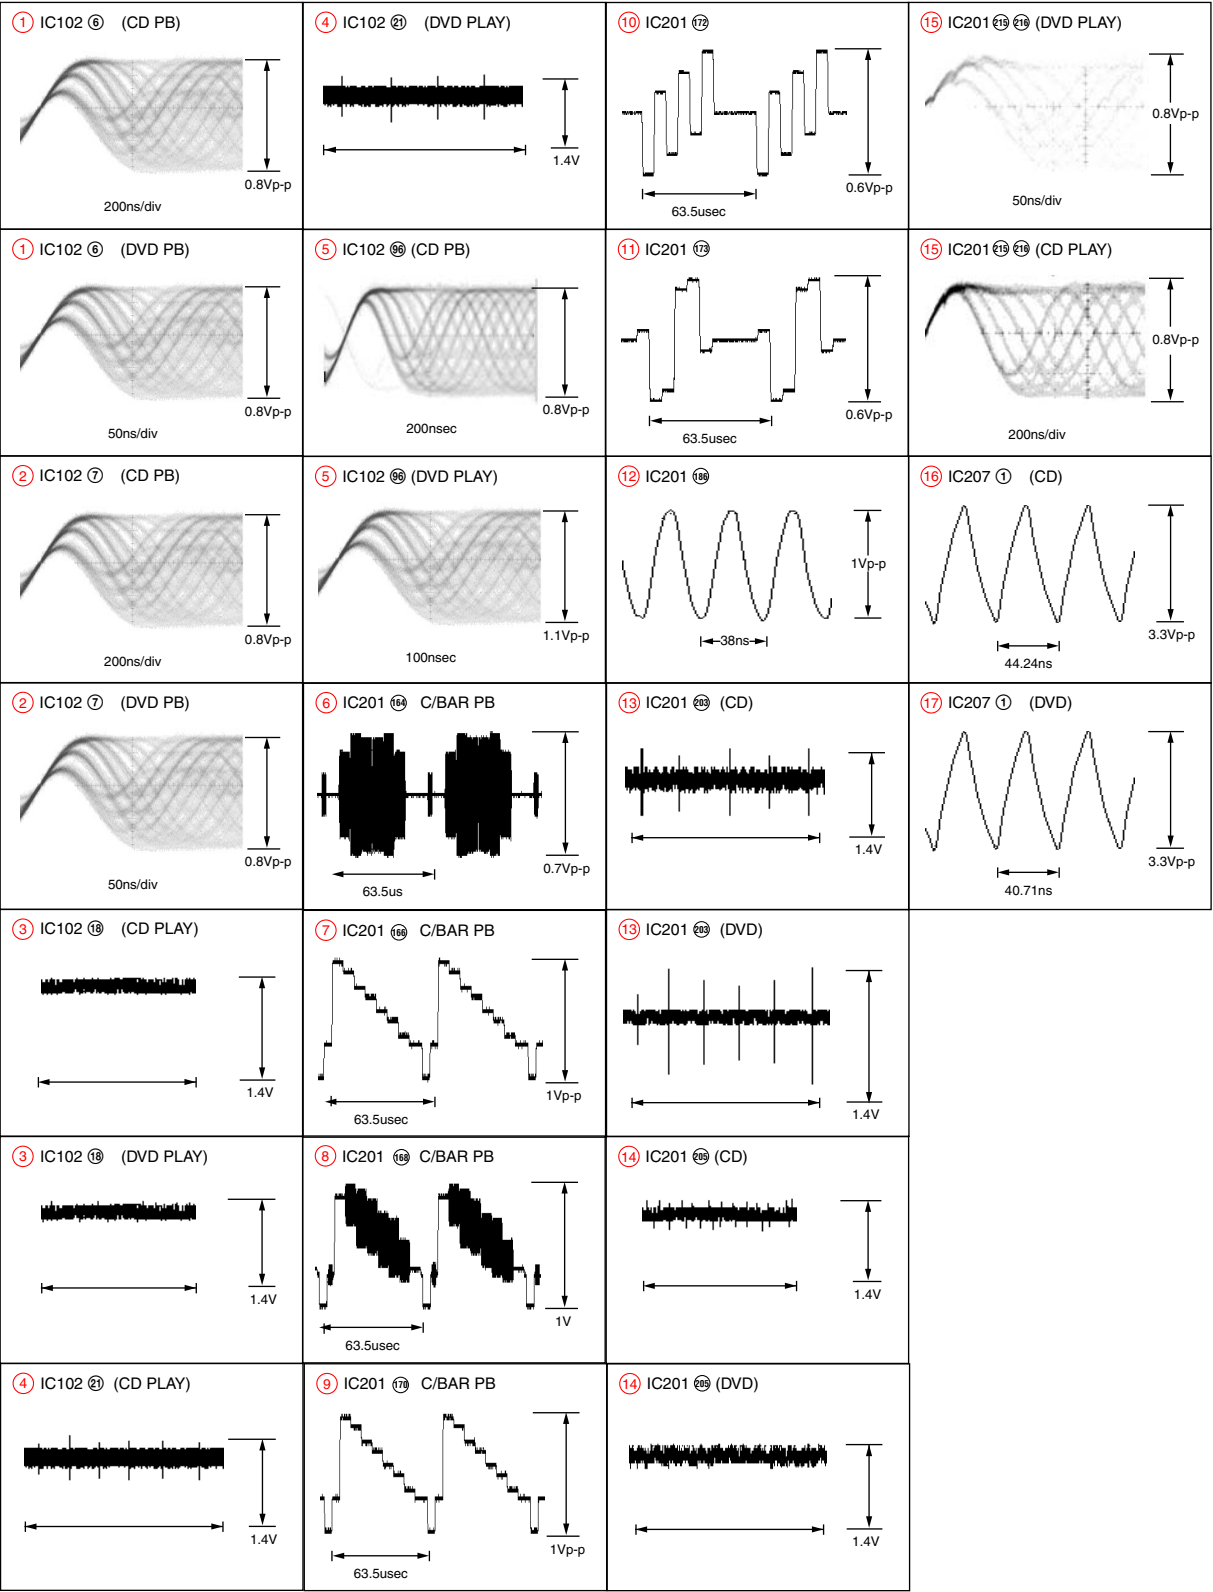 ① IC102 ⑥ (CD PB)
0.8Vp-p
200ns/div
① IC102 ⑥ (DVD PB)
0.8Vp-p
50ns/div
② IC102 ⑦ (CD PB)
0.8Vp-p
200ns/div
② IC102 ⑦ (DVD PB)
0.8Vp-p
50ns/div
③ IC102 ⑱ (CD PLAY)
1.4V
③ IC102 ⑱ (DVD PLAY)
1.4V
④ IC102 ㉑ (CD PLAY)
1.4V
④ IC102 ㉑ (DVD PLAY)
1.4V
⑤ IC102 96 (CD PB)
0.8Vp-p
200nsec
⑤ IC102 96 (DVD PLAY)
1.1Vp-p
100nsec
⑥ IC201 164 C/BAR PB
0.7Vp-p
63.5us
⑦ IC201 166 C/BAR PB
1Vp-p
63.5usec
⑧ IC201 168 C/BAR PB
1V
63.5usec
⑨ IC201 170 C/BAR PB
1Vp-p
63.5usec
⑩ IC201 172
0.6Vp-p
63.5usec
⑪ IC201 173
0.6Vp-p
63.5usec
⑫ IC201 186
1Vp-p
38ns
⑬ IC201 203 (CD)
1.4V
⑬ IC201 203 (DVD)
1.4V
⑭ IC201 205 (CD)
1.4V
⑭ IC201 205 (DVD)
1.4V
⑮ IC201 215 216 (DVD PLAY)
0.8Vp-p
50ns/div
⑮ IC201 215 216 (CD PLAY)
0.8Vp-p
200ns/div
⑯ IC207 ① (CD)
3.3Vp-p
44.24ns
⑰ IC207 ① (DVD)
3.3Vp-p
40.71ns